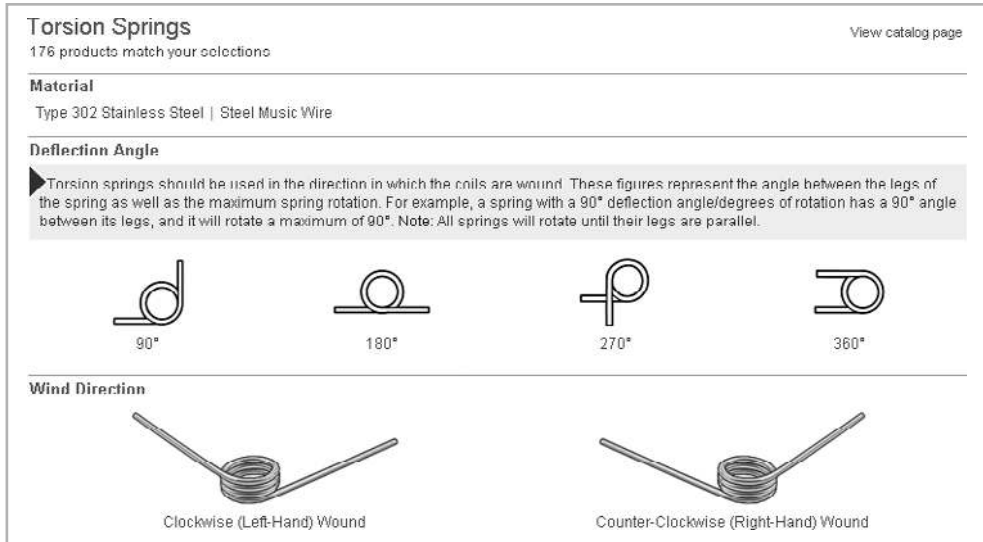 Torsion Springs
View catalog page
176 products match your selections
Material
Type 302 Stainless Steel | Steel Music Wire
Deflection Angle
Torsion springs should be used in the direction in which the coils are wound. These figures represent the angle between the legs of
the spring as well as the maximum spring rotation. For example, a spring with a 90° deflection angle/degrees of rotation has a 90° angle
between its legs, and it will rotate a maximum of 90°. Note: All springs will rotate until their legs are parallel.
90° 180° 270° 360°
Wind Direction
Clockwise (Left-Hand) Wound Counter-Clockwise (Right-Hand) Wound